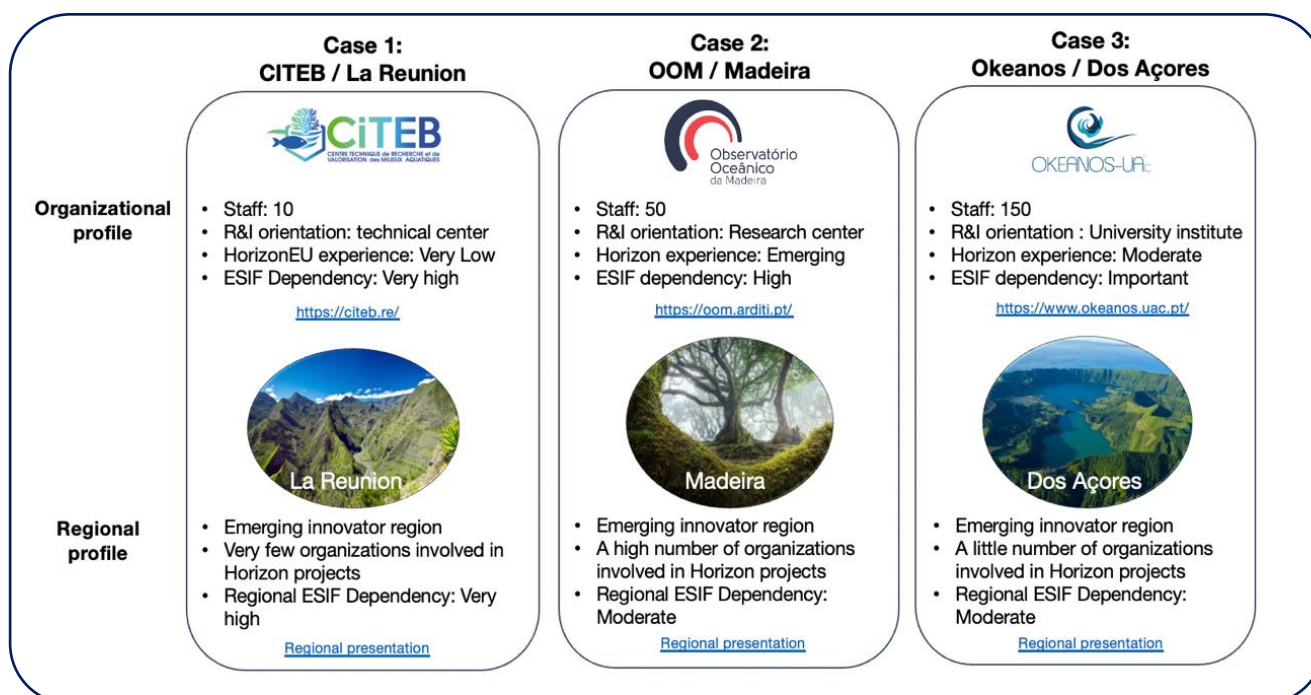 Case 1:
CITEB / La Reunion
Case 2:
OOM / Madeira
Case 3:
Okeanos / Dos Açores
CiTEB
CENTRE TECHNIQUE de RECHERCHE et de
VALORISATION des MILIEUX AQUATIQUES
Observatório
Oceânico
da Madeira
OKEANOS-UAc
Organizational
profile
• Staff: 10
• R&I orientation: technical center
• HorizonEU experience: Very Low
• ESIF Dependency: Very high
https://citeb.re/
• Staff: 50
• R&I orientation: Research center
• Horizon experience: Emerging
• ESIF dependency: High
https://oom.arditi.pt/
• Staff: 150
• R&I orientation : University institute
• Horizon experience: Moderate
• ESIF dependency: Important
https://www.okeanos.uac.pt/
La Reunion
Madeira
Dos Açores
Regional
profile
• Emerging innovator region
• Very few organizations involved in
Horizon projects
• Regional ESIF Dependency: Very
high
Regional presentation
• Emerging innovator region
• A high number of organizations
involved in Horizon projects
• Regional ESIF Dependency:
Moderate
Regional presentation
• Emerging innovator region
• A little number of organizations
involved in Horizon projects
• Regional ESIF Dependency:
Moderate
Regional presentation